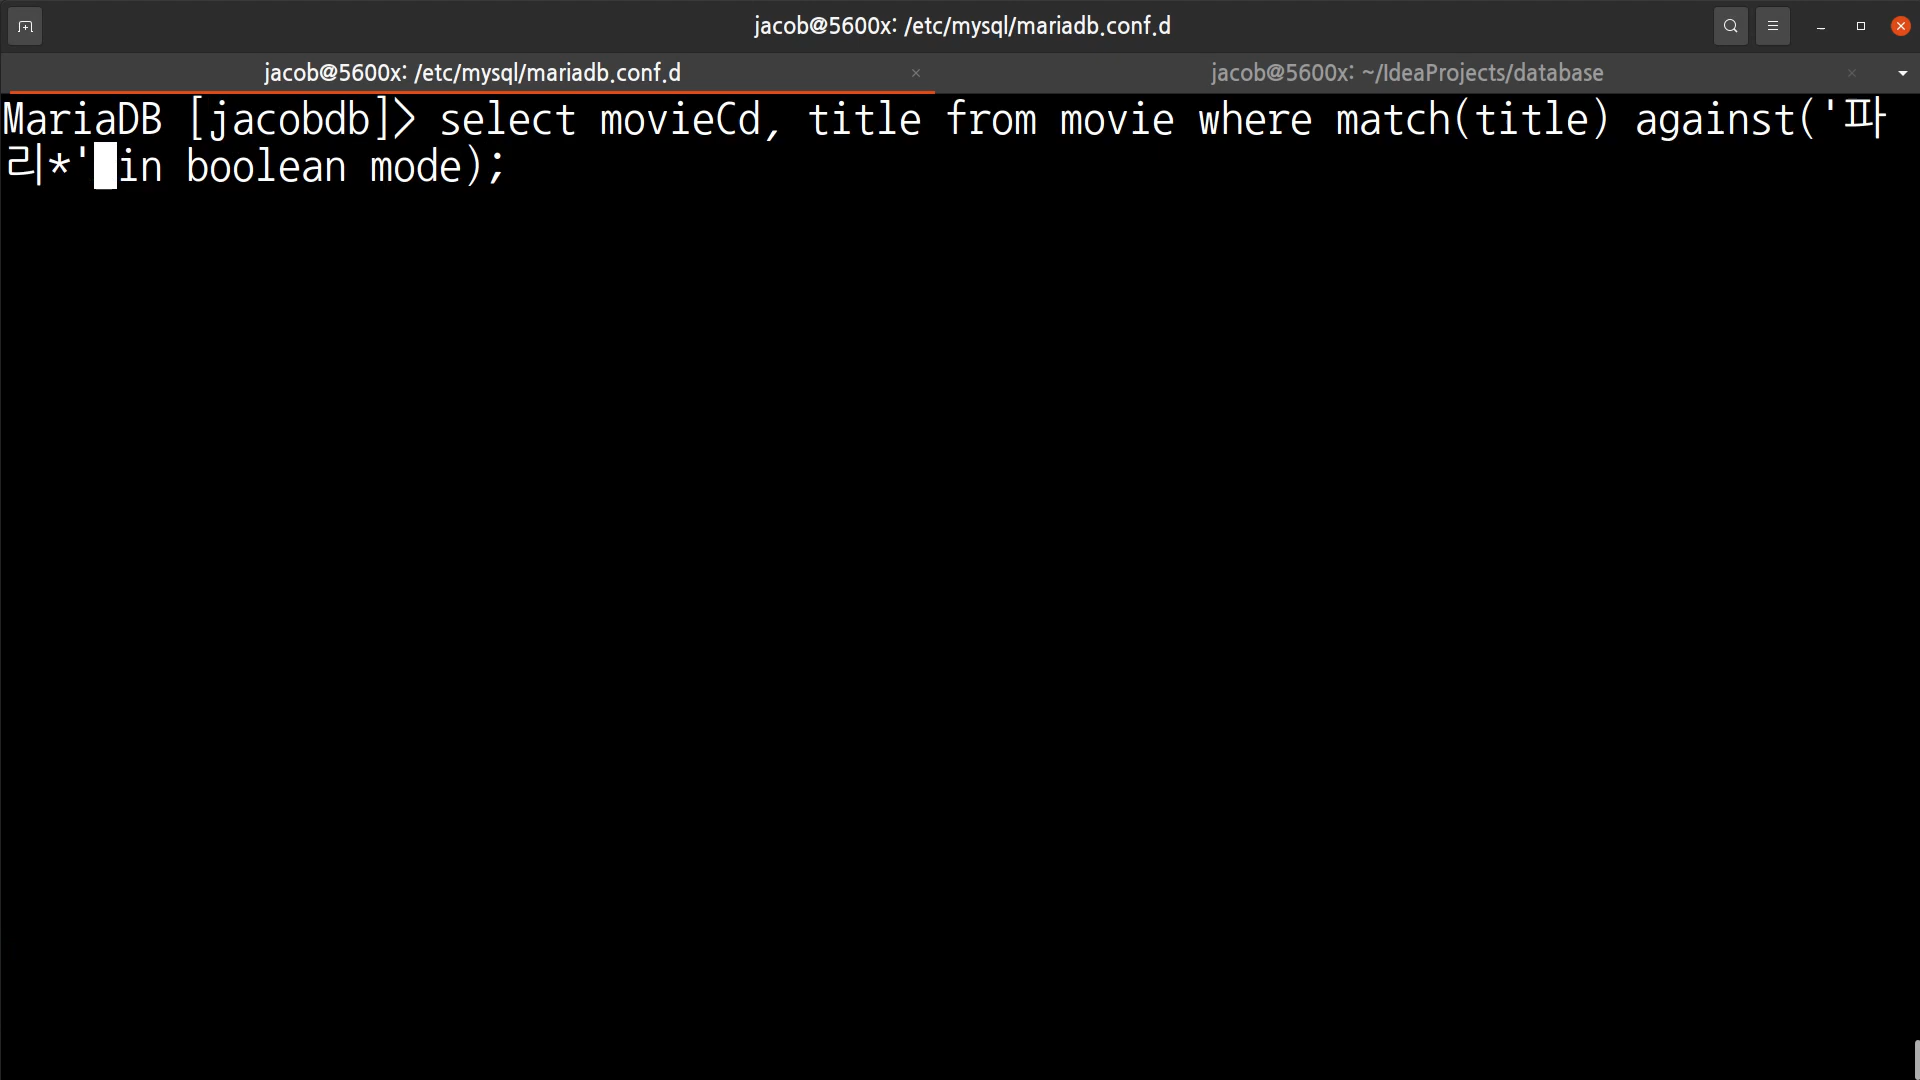 jacob@5600x: /etc/mysql/mariadb.conf.d
jacob@5600x: /etc/mysql/mariadb.conf.d
jacob@5600x: ~/IdeaProjects/database
MariaDB [jacobdb]> select movieCd, title from movie where match(title) against('파
리*' in boolean mode);